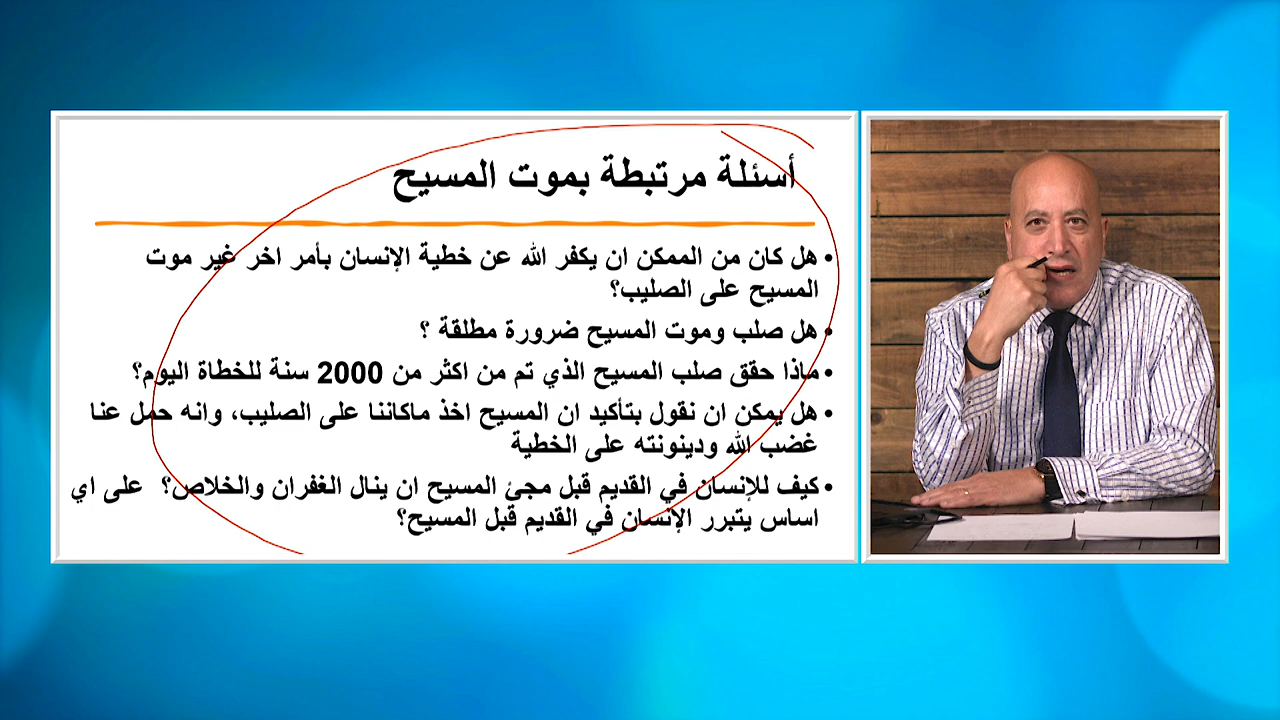 أسئلة مرتبطة بموت المسيح
• هل كان من الممكن ان يكفر الله عن خطية الإنسان بأمر اخر غير موت
المسيح على الصليب؟
• هل صلب وموت المسيح ضرورة مطلقة ؟
• ماذا حقق صلب المسيح الذي تم من اكثر من 2000 سنة للخطاة اليوم؟
• هل يمكن ان نقول بتأكيد ان المسيح اخذ ماكاننا على الصليب، وانه حمل عنا
غضب الله ودينونته على الخطية
• كيف للإنسان في القديم قبل مجئ المسيح ان ينال الغفران والخلاص؟ على اي
اساس يتبرر الإنسان في القديم قبل المسيح؟